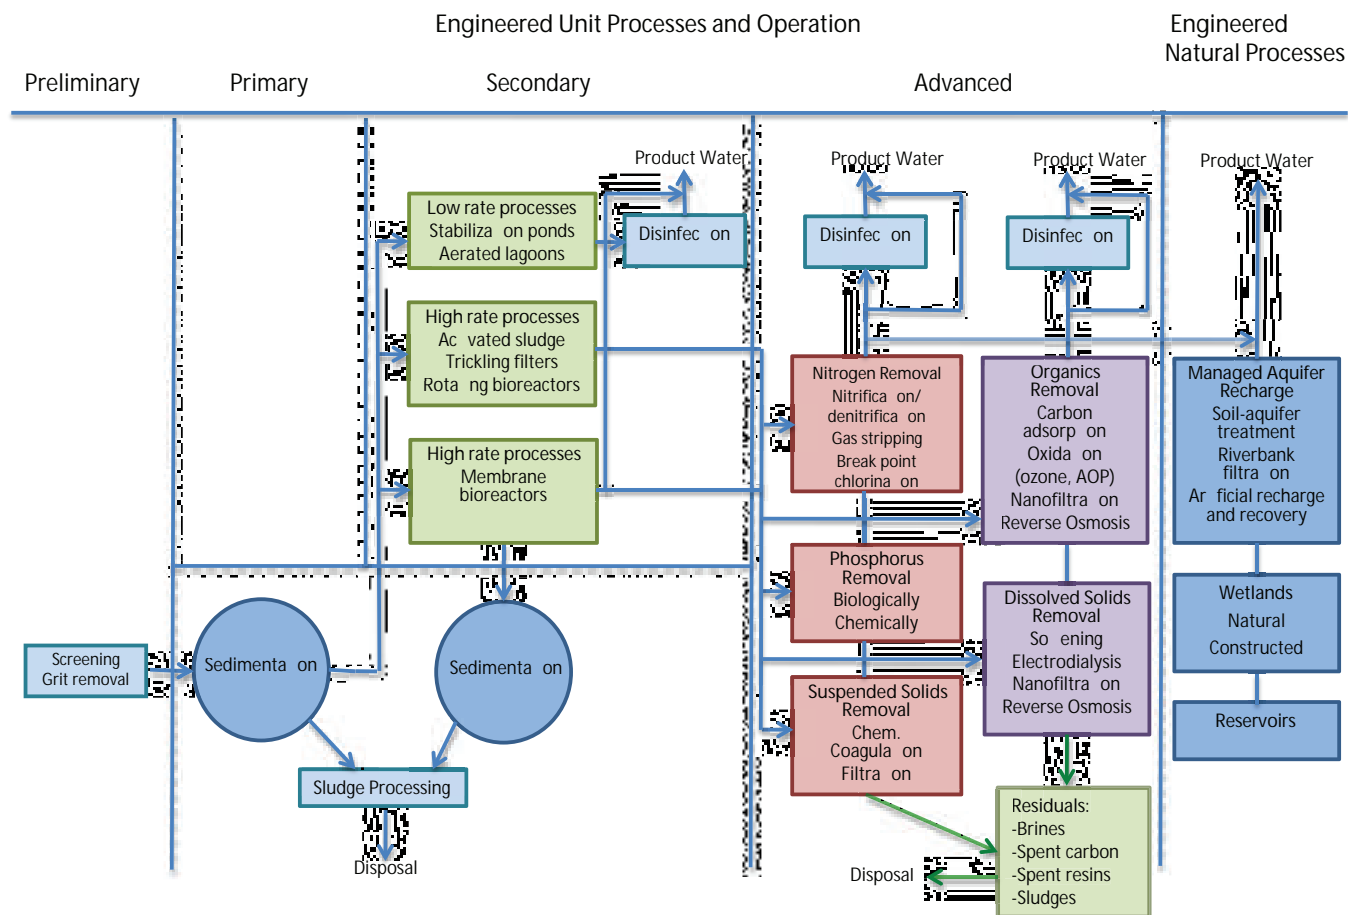 Engineered Unit Processes and Operation
Engineered
Natural Processes
Preliminary
Primary
Secondary
Advanced
Product Water
Product Water
Product Water
Product Water
Low rate processes
Stabiliza on ponds
Aerated lagoons
Disinfec on
Disinfec on
Disinfec on
High rate processes
Ac vated sludge
Trickling filters
Rota ng bioreactors
High rate processes
Membrane
bioreactors
Nitrogen Removal
Nitrifica on/
denitrifica on
Gas stripping
Break point
chlorina on
Organics
Removal
Carbon
adsorp on
Oxida on
(ozone, AOP)
Nanofiltra on
Reverse Osmosis
Managed Aquifer
Recharge
Soil-aquifer
treatment
Riverbank
filtra on
Ar ficial recharge
and recovery
Phosphorus
Removal
Biologically
Chemically
Dissolved Solids
Removal
So ening
Electrodialysis
Nanofiltra on
Reverse Osmosis
Wetlands
Natural
Constructed
Screening
Grit removal
Sedimenta on
Sedimenta on
Suspended Solids
Removal
Chem.
Coagula on
Filtra on
Reservoirs
Sludge Processing
Disposal
Residuals:
-Brines
-Spent carbon
-Spent resins
-Sludges
Disposal